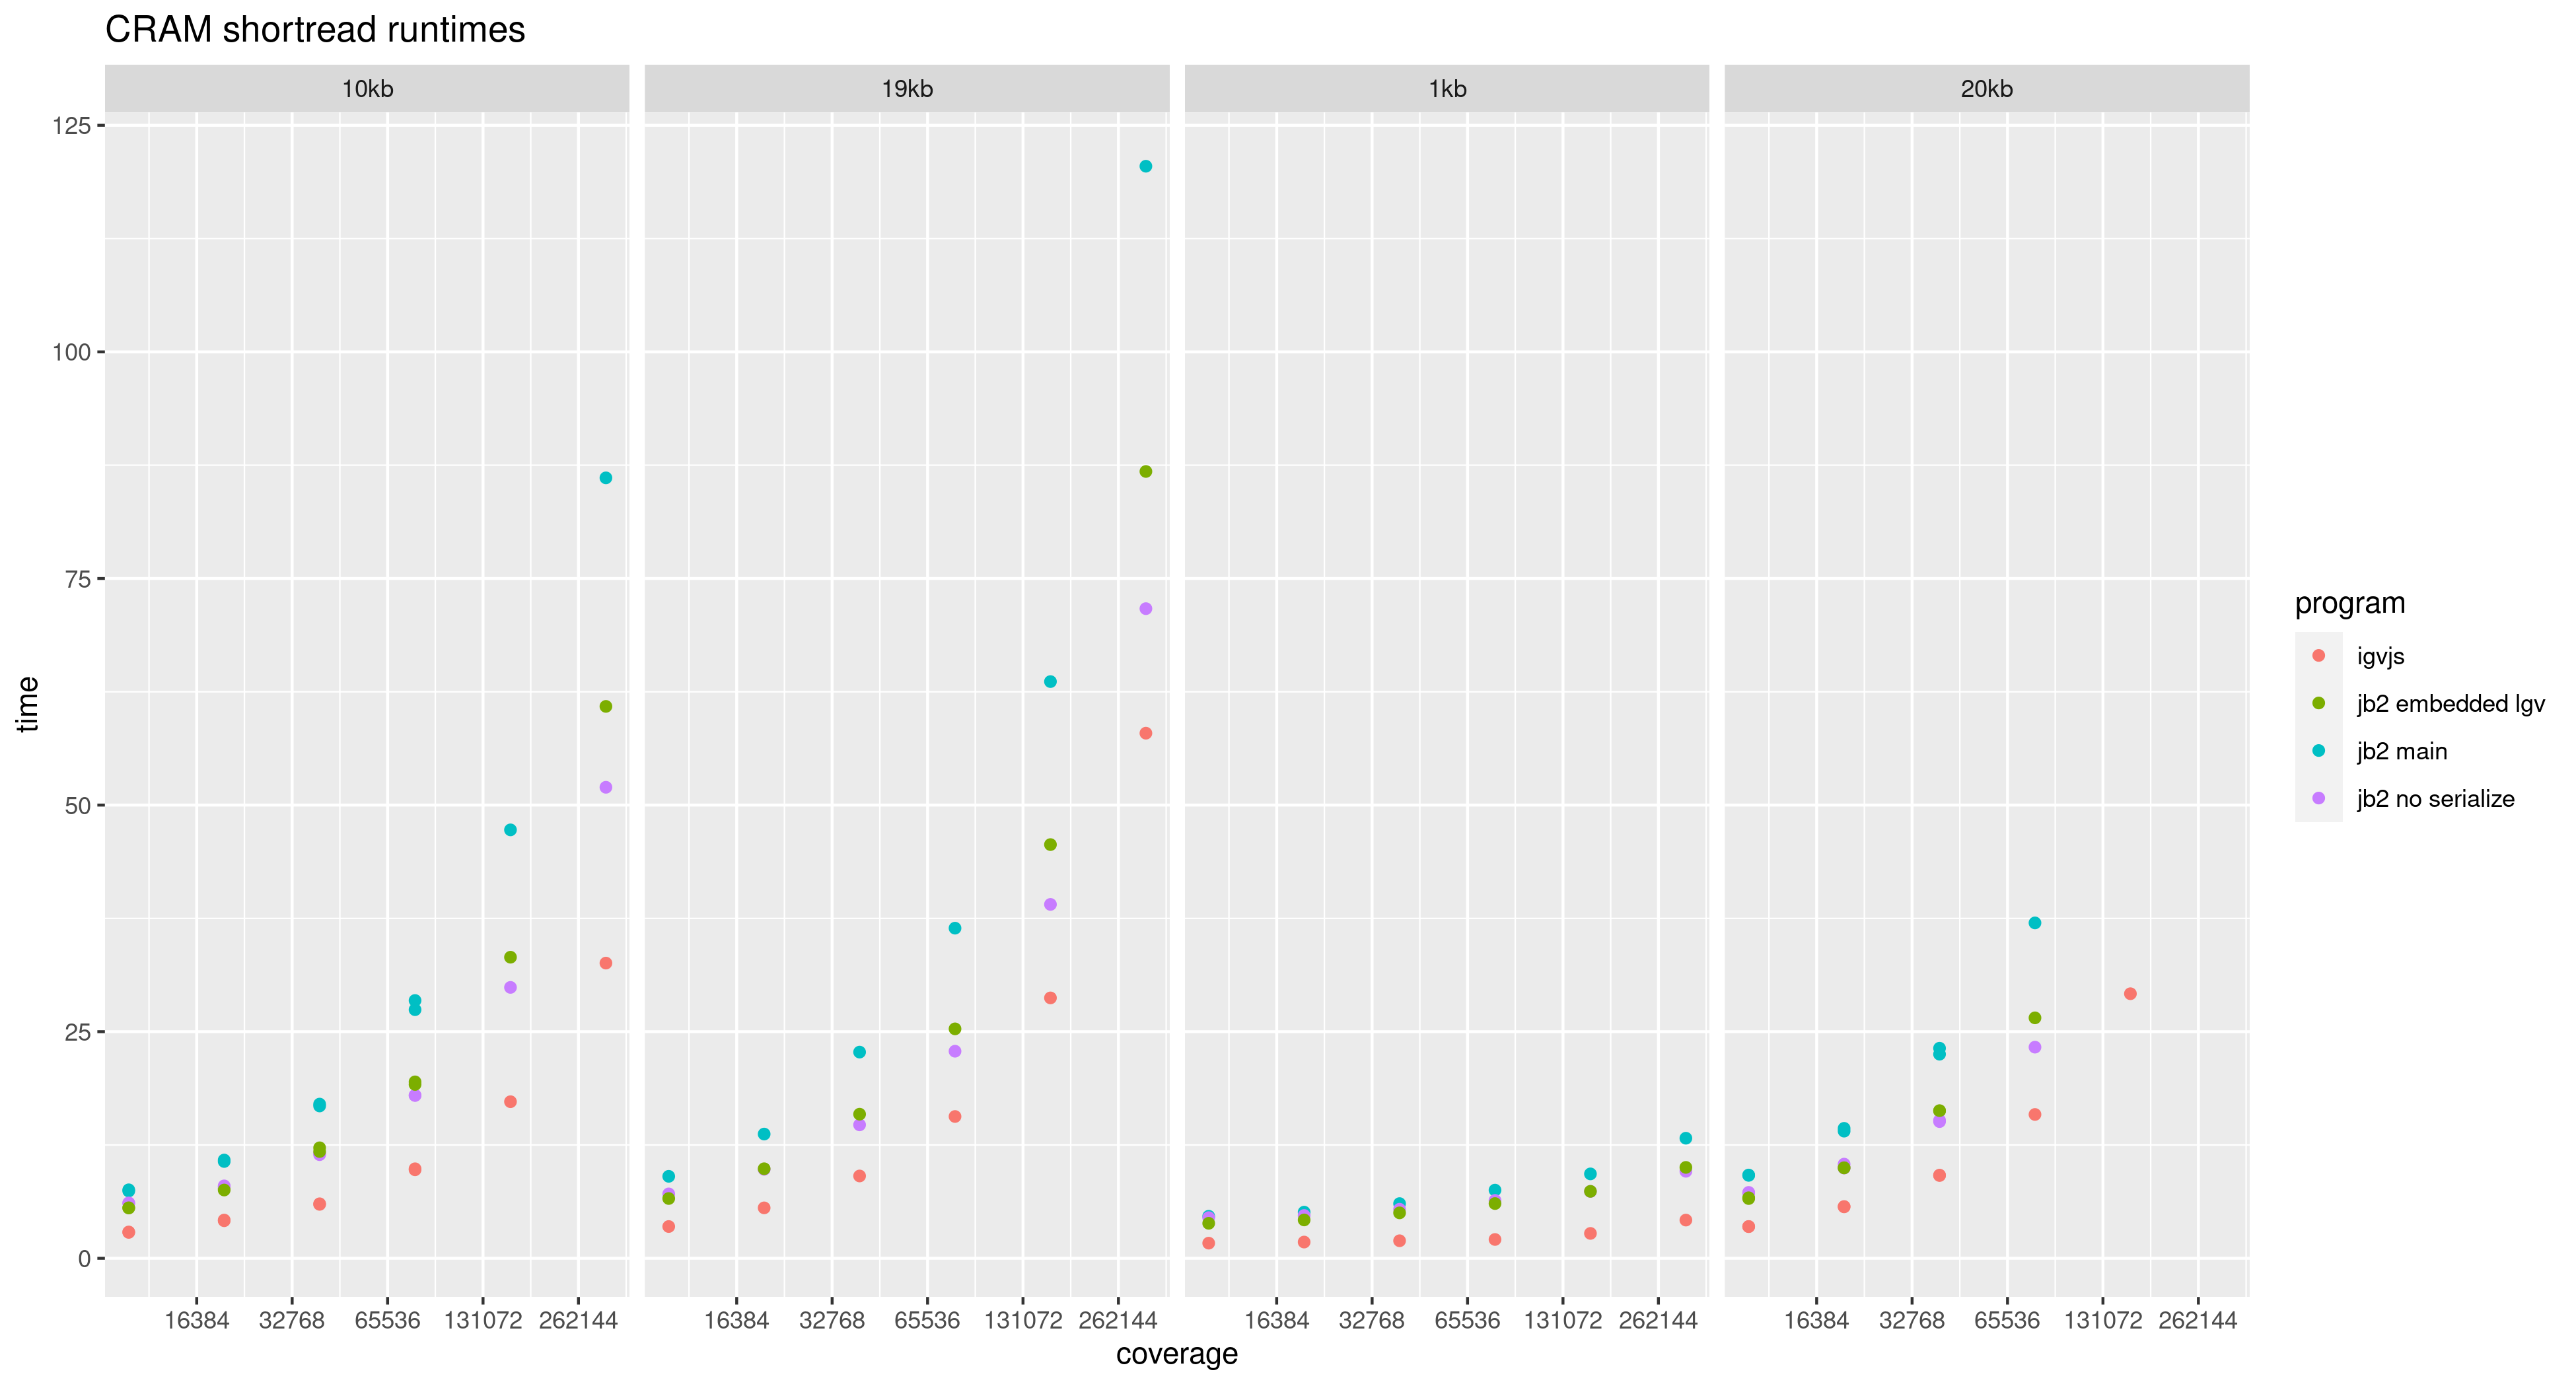 CRAM shortread runtimes
10kb 19kb 1kb 20kb
125
100
75
50
25
0
time
16384 32768 65536 131072 262144 16384 32768 65536 131072 262144 16384 32768 65536 131072 262144 16384 32768 65536 131072 262144
coverage
program
igvjs
jb2 embedded lgv
jb2 main
jb2 no serialize